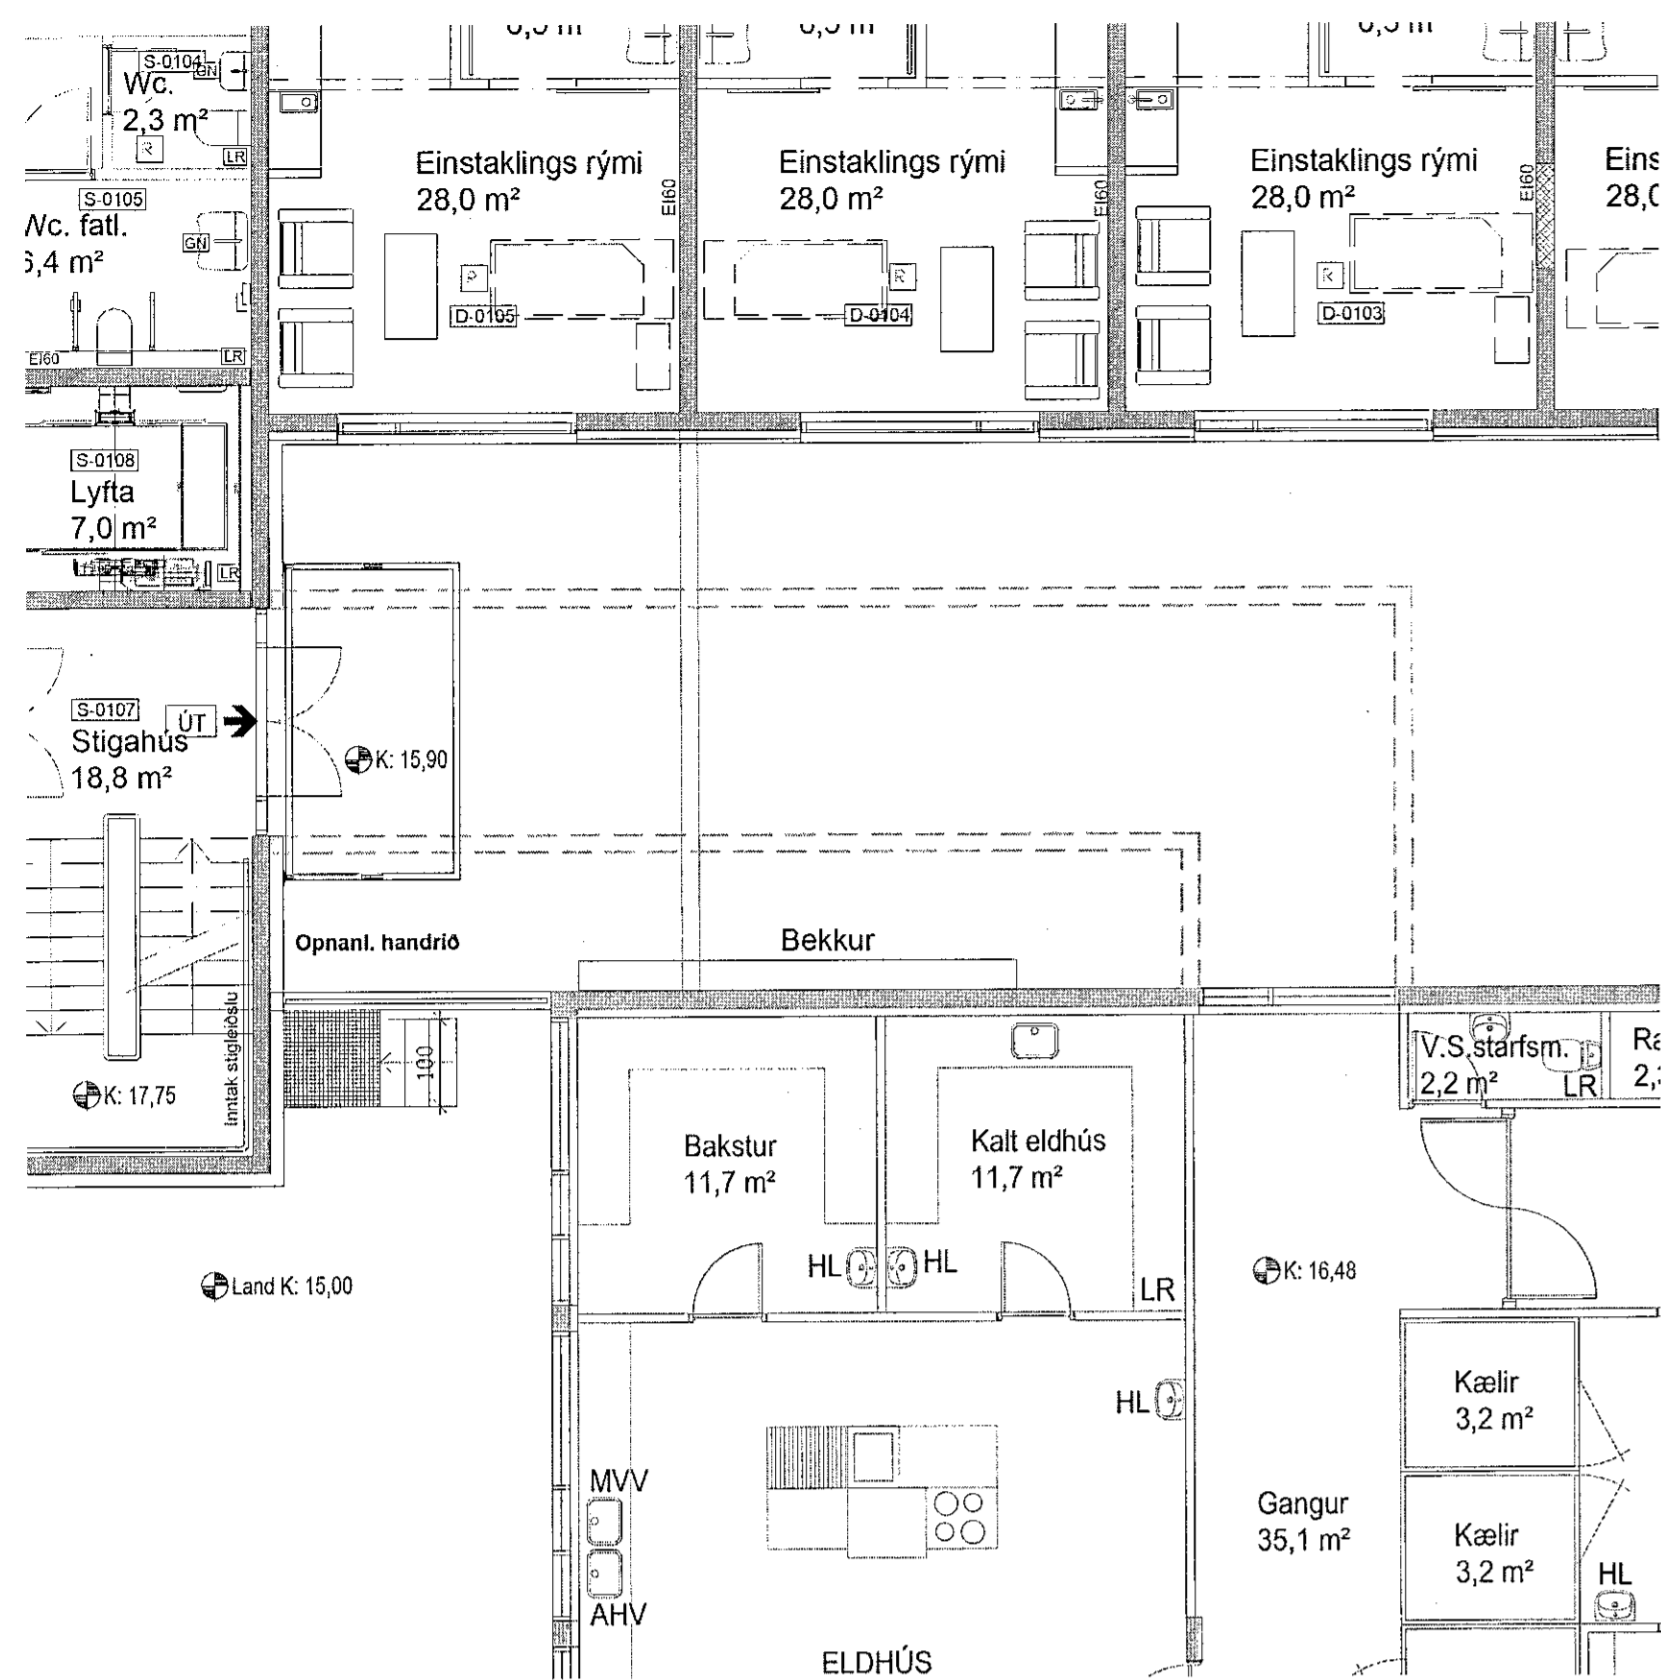 S-0104
GN
Wc.
2,3 m²
R
LR
S-0105
Wc. fatl.
GN
6,4 m²
EI60
LR
Einstaklings rými
28,0 m²
EI60
D-0105
Einstaklings rými
28,0 m²
EI60
R
D-0104
Einstaklings rými
28,0 m²
EI60
R
D-0103
S-0108
Lyfta
7,0 m²
LR
S-0107
ÚT
Stigahús
18,8 m²
K: 15,90
Opnanl. handrið
Bekkur
Inntak stigleiðslu
K: 17,75
100
V.S.starfsm.
2,2 m²
LR
Bakstur
11,7 m²
Kalt eldhús
11,7 m²
HL
HL
LR
Land K: 15,00
K: 16,48
HL
Kælir
3,2 m²
MVV
AHV
Gangur
35,1 m²
Kælir
3,2 m²
HL
ELDHÚS